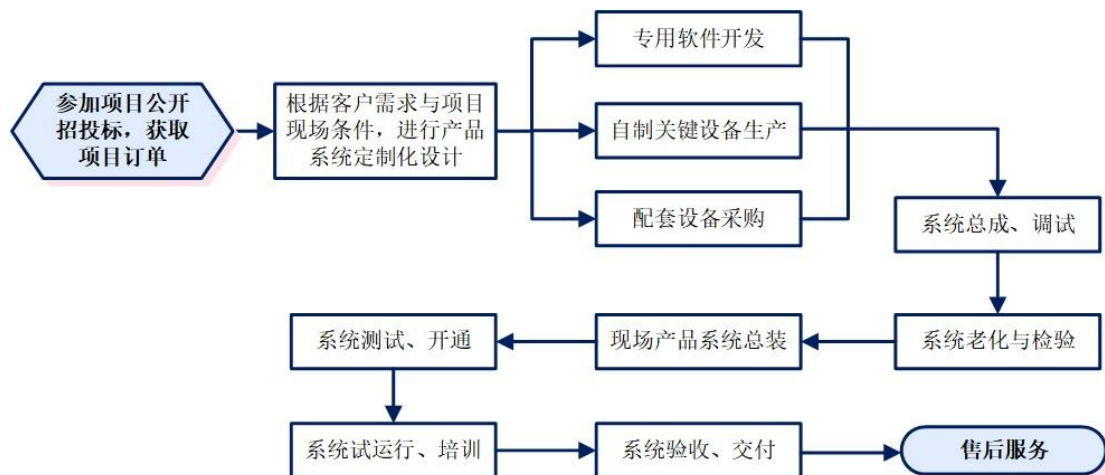 参加项目公开
招投标，获取
项目订单
根据客户需求与项目
现场条件，进行产品
系统定制化设计
专用软件开发
自制关键设备生产
配套设备采购
系统总成、调试
系统老化与检验
现场产品系统总装
系统测试、开通
系统试运行、培训
系统验收、交付
售后服务